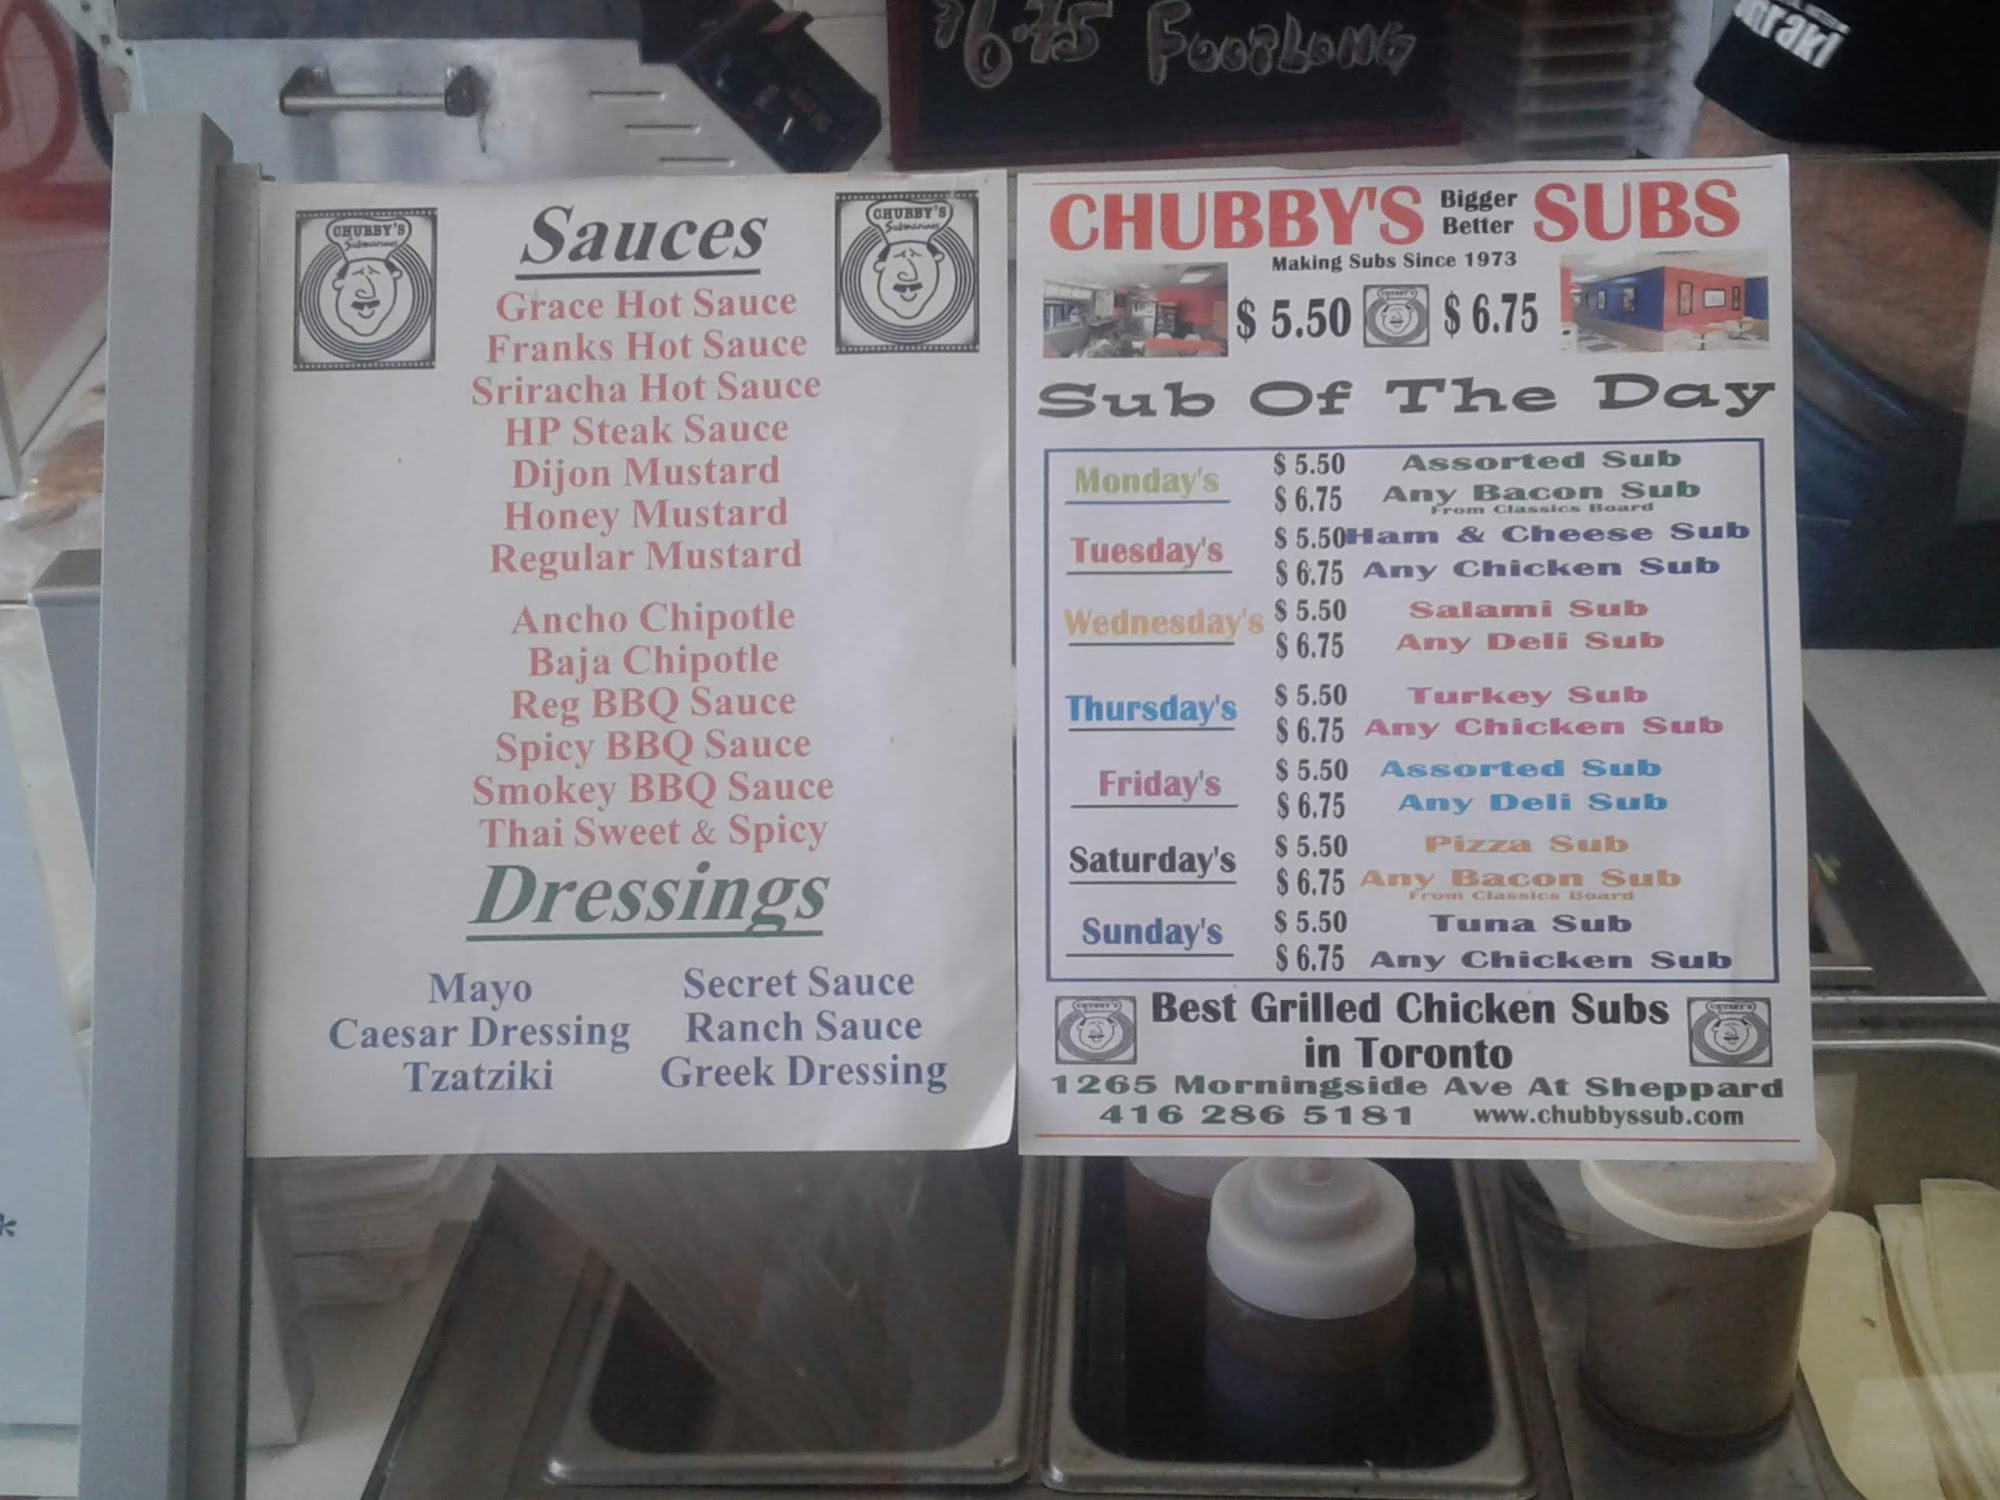 $6.75 FOOTLONG
CHUBBY'S
Submarines
Sauces
CHUBBY'S
Submarines
Grace Hot Sauce
Franks Hot Sauce
Sriracha Hot Sauce
HP Steak Sauce
Dijon Mustard
Honey Mustard
Regular Mustard
Ancho Chipotle
Baja Chipotle
Reg BBQ Sauce
Spicy BBQ Sauce
Smokey BBQ Sauce
Thai Sweet & Spicy
Dressings
Mayo Secret Sauce
Caesar Dressing Ranch Sauce
Tzatziki Greek Dressing
CHUBBY'S Bigger Better SUBS
Making Subs Since 1973
$ 5.50 CHUBBY'S $ 6.75
Sub Of The Day
Monday's
$ 5.50 Assorted Sub
$ 6.75 Any Bacon Sub
From Classics Board
Tuesday's
$ 5.50 Ham & Cheese Sub
$ 6.75 Any Chicken Sub
Wednesday's
$ 5.50 Salami Sub
$ 6.75 Any Deli Sub
Thursday's
$ 5.50 Turkey Sub
$ 6.75 Any Chicken Sub
Friday's
$ 5.50 Assorted Sub
$ 6.75 Any Deli Sub
Saturday's
$ 5.50 Pizza Sub
$ 6.75 Any Bacon Sub
From Classics Board
Sunday's
$ 5.50 Tuna Sub
$ 6.75 Any Chicken Sub
CHUBBY'S
Best Grilled Chicken Subs
in Toronto
CHUBBY'S
1265 Morningside Ave At Sheppard
416 286 5181 www.chubbyssub.com